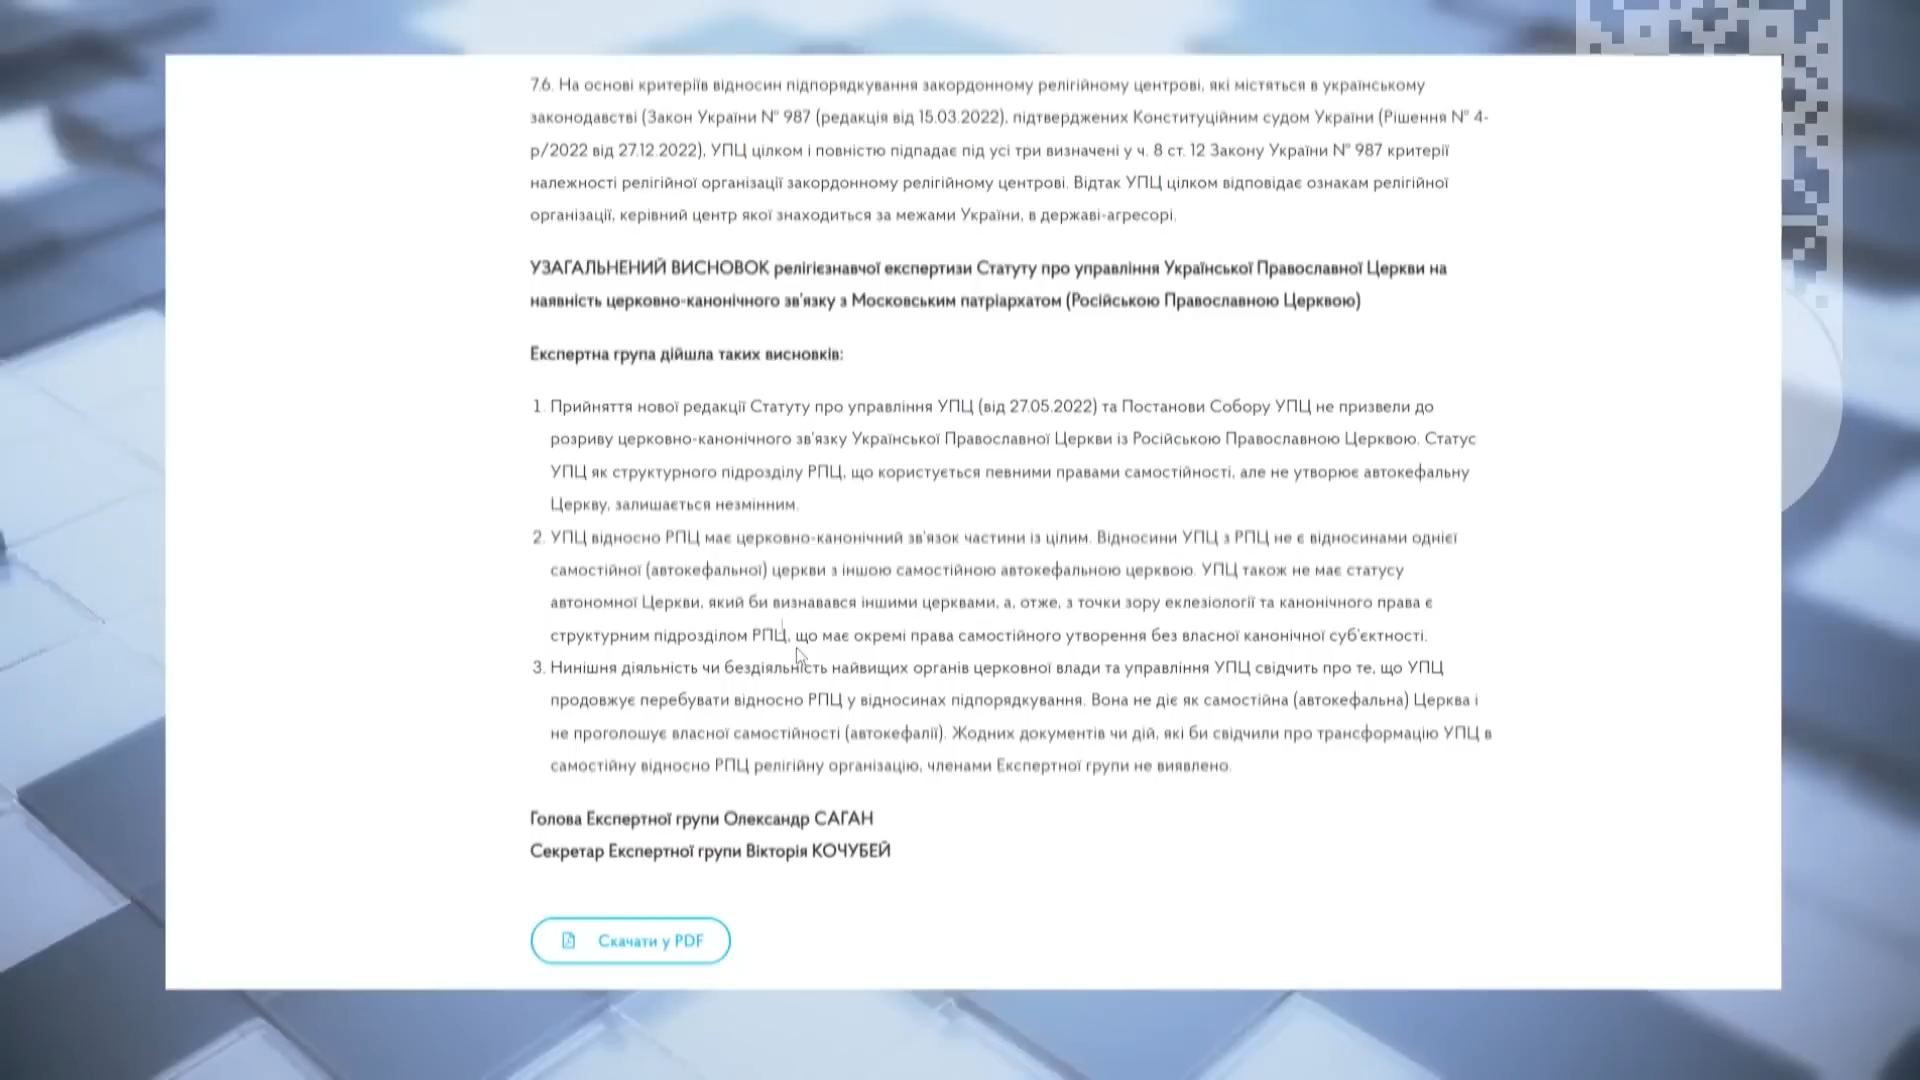 7.6. На основі критеріїв відносин підпорядкування закордонному релігійному центрові, які містяться в українському
законодавстві (Закон України № 987 (редакція від 15.03.2022), підтверджених Конституційним судом України (Рішення № 4-
р/2022 від 27.12.2022), УПЦ цілком і повністю підпадає під усі три визначені у ч. 8 ст. 12 Закону України № 987 критерії
належності релігійної організації закордонному релігійному центрові. Відтак УПЦ цілком відповідає ознакам релігійної
організації, керівний центр якої знаходиться за межами України, в державі-агресорі.
УЗАГАЛЬНЕНИЙ ВИСНОВОК релігієзнавчої експертизи Статуту про управління Української Православної Церкви на
наявність церковно-канонічного зв'язку з Московським патріархатом (Російською Православною Церквою)
Експертна група дійшла таких висновків:
1. Прийняття нової редакції Статуту про управління УПЦ (від 27.05.2022) та Постанови Собору УПЦ не призвели до
розриву церковно-канонічного зв'язку Української Православної Церкви із Російською Православною Церквою. Статус
УПЦ як структурного підрозділу РПЦ, що користується певними правами самостійності, але не утворює автокефальну
Церкву, залишається незмінним.
2. УПЦ відносно РПЦ має церковно-канонічний зв'язок частини із цілим. Відносини УПЦ з РПЦ не є відносинами однієї
самостійної (автокефальної) церкви з іншою самостійною автокефальною церквою. УПЦ також не має статусу
автономної Церкви, який би визнавався іншими церквами, а, отже, з точки зору еклезіології та канонічного права є
структурним підрозділом РПЦ, що має окремі права самостійного утворення без власної канонічної суб'єктності.
3. Нинішня діяльність чи бездіяльність найвищих органів церковної влади та управління УПЦ свідчить про те, що УПЦ
продовжує перебувати відносно РПЦ у відносинах підпорядкування. Вона не діє як самостійна (автокефальна) Церква і
не проголошує власної самостійності (автокефалії). Жодних документів чи дій, які би свідчили про трансформацію УПЦ в
самостійну відносно РПЦ релігійну організацію, членами Експертної групи не виявлено.
Голова Експертної групи Олександр САГАН
Секретар Експертної групи Вікторія КОЧУБЕЙ
Скачати у PDF